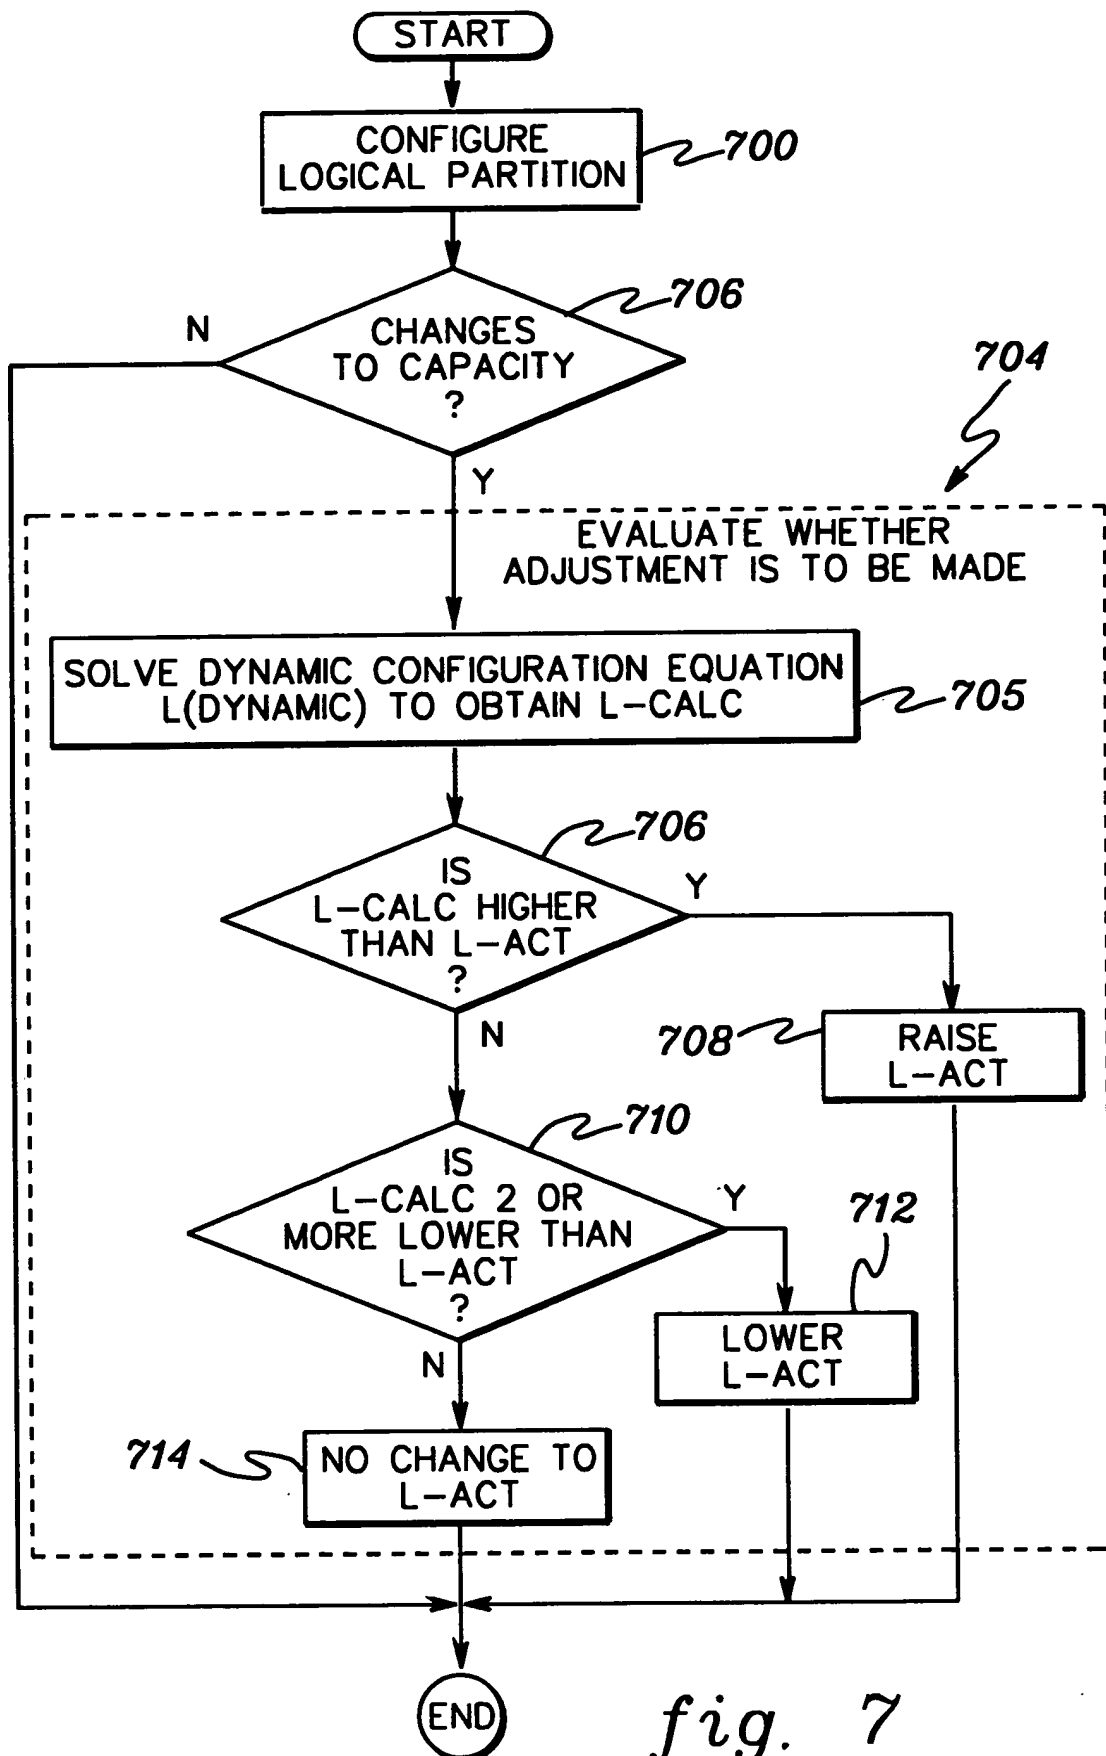 START
CONFIGURE
LOGICAL PARTITION
700
706
N
CHANGES
TO CAPACITY
?
704
Y
EVALUATE WHETHER
ADJUSTMENT IS TO BE MADE
SOLVE DYNAMIC CONFIGURATION EQUATION
L(DYNAMIC) TO OBTAIN L-CALC
705
706
IS
L-CALC HIGHER
THAN L-ACT
?
Y
N
708
RAISE
L-ACT
710
IS
L-CALC 2 OR
MORE LOWER THAN
L-ACT
?
Y
712
N
LOWER
L-ACT
714
NO CHANGE TO
L-ACT
END
fig. 7